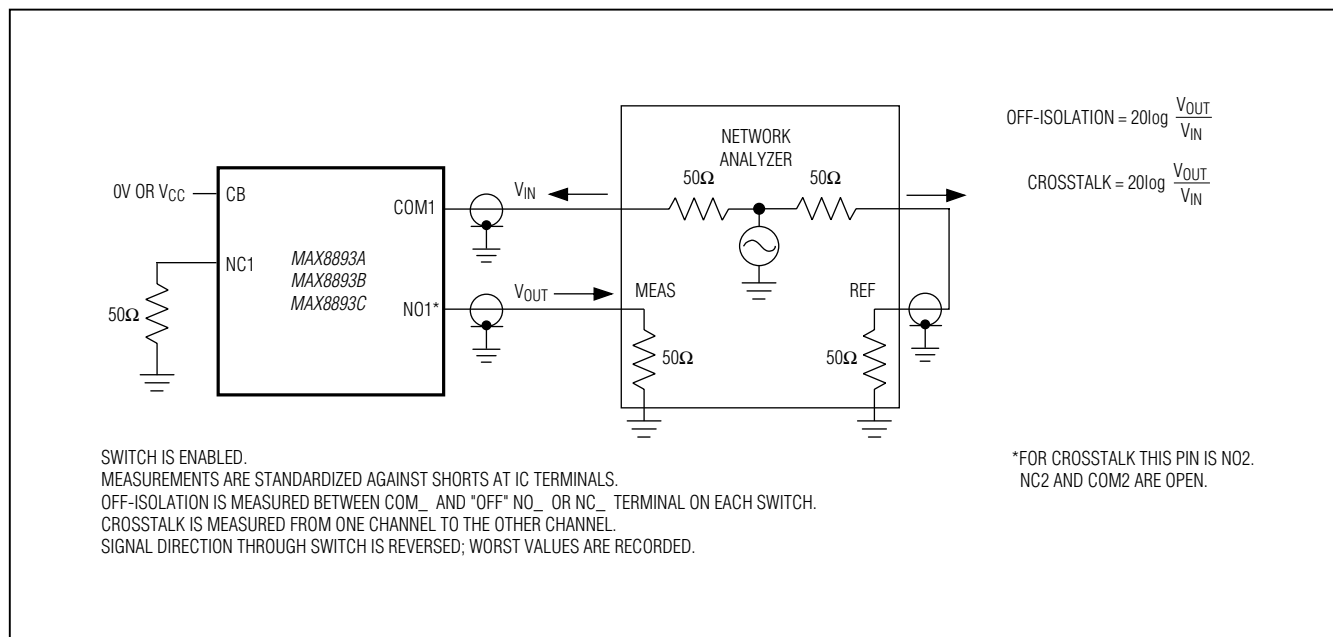 NETWORK
ANALYZER
OFF-ISOLATION = 20log VOUT
VIN
CROSSTALK = 20log VOUT
VIN
0V OR VCC
CB
COM1
VIN
50Ω
50Ω
NC1
MAX8893A
MAX8893B
MAX8893C
NO1*
VOUT
MEAS
REF
50Ω
50Ω
50Ω
SWITCH IS ENABLED.
MEASUREMENTS ARE STANDARDIZED AGAINST SHORTS AT IC TERMINALS.
OFF-ISOLATION IS MEASURED BETWEEN COM_ AND "OFF" NO_ OR NC_ TERMINAL ON EACH SWITCH.
CROSSTALK IS MEASURED FROM ONE CHANNEL TO THE OTHER CHANNEL.
SIGNAL DIRECTION THROUGH SWITCH IS REVERSED; WORST VALUES ARE RECORDED.
*FOR CROSSTALK THIS PIN IS NO2.
NC2 AND COM2 ARE OPEN.